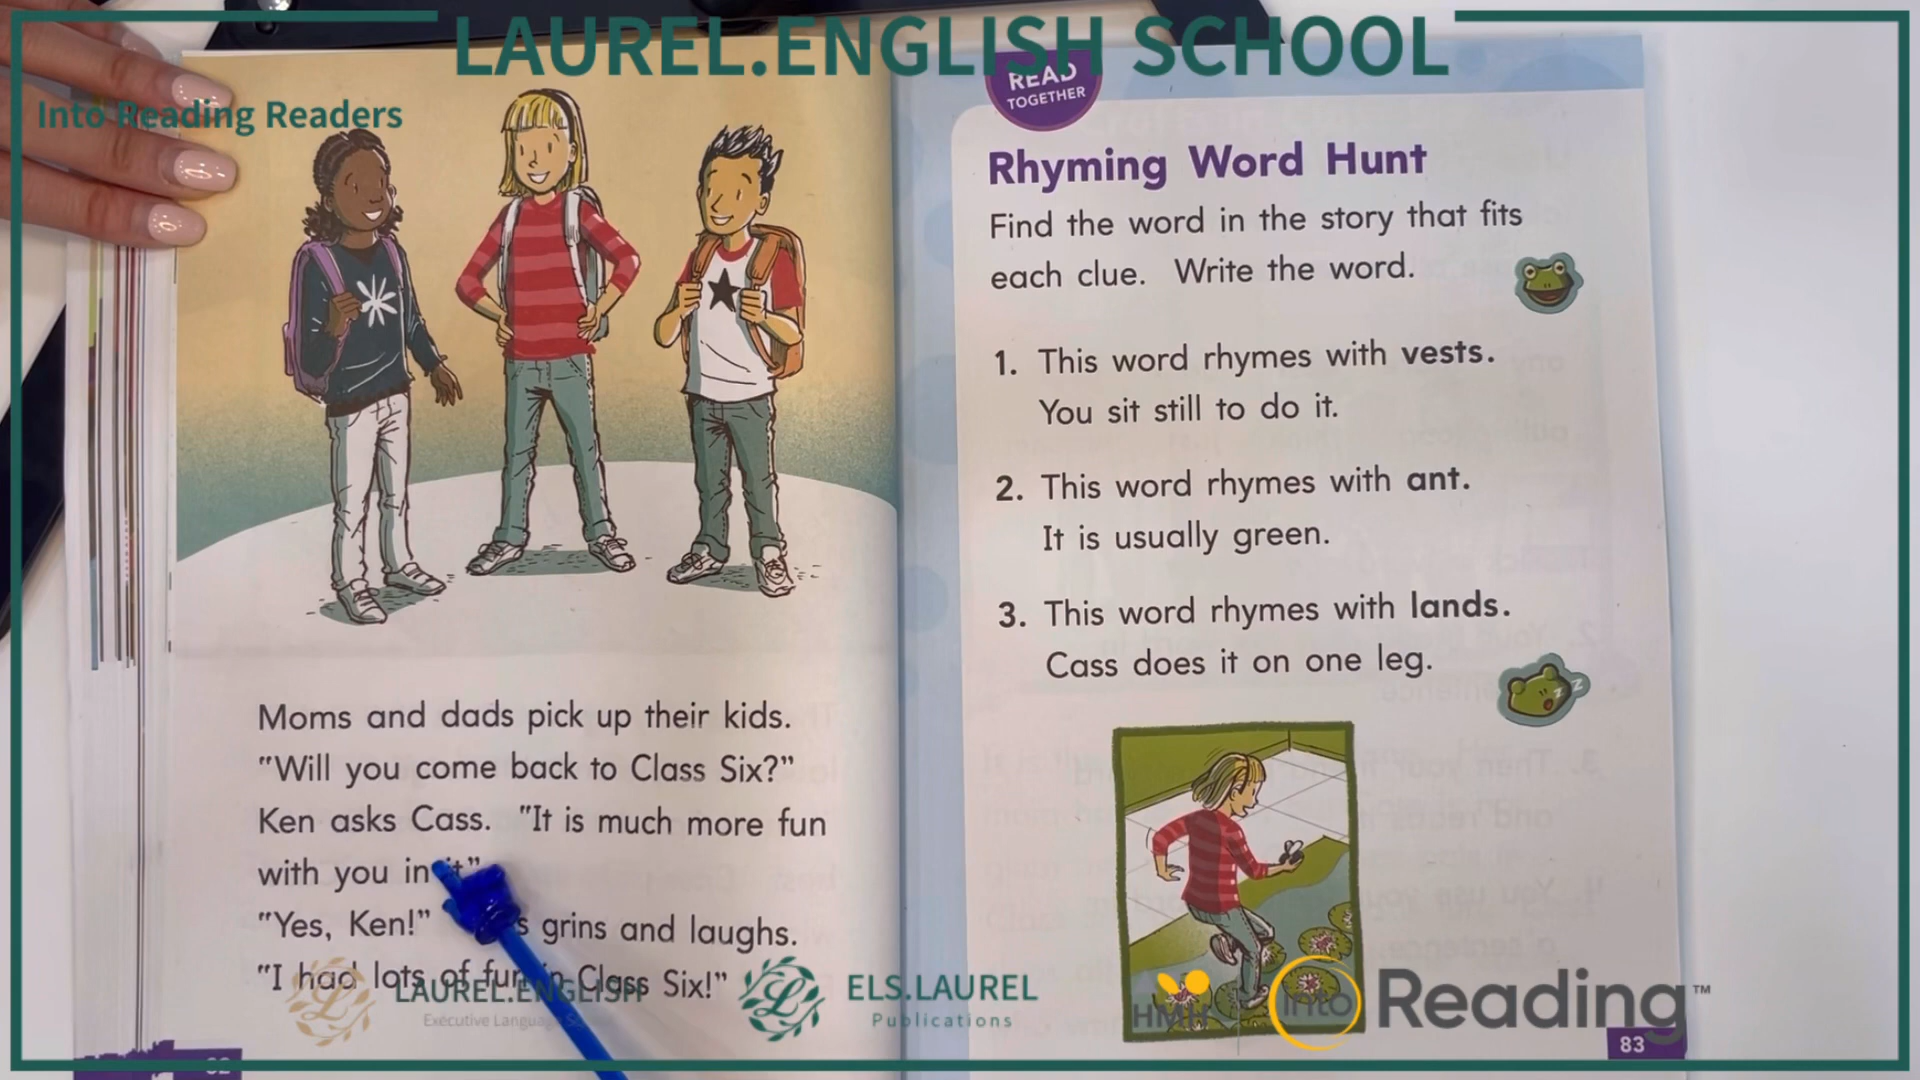 LAUREL.ENGLISH SCHOOL
Into Reading Readers
Moms and dads pick up their kids.
"Will you come back to Class Six?"
Ken asks Cass. "It is much more fun
with you in it"
"Yes, Ken!" grins and laughs.
"I had lots of fun in Class Six!"
READ
TOGETHER
Rhyming Word Hunt
Find the word in the story that fits
each clue. Write the word.
1. This word rhymes with vests.
You sit still to do it.
2. This word rhymes with ant.
It is usually green.
3. This word rhymes with lands.
Cass does it on one leg.
z z
83
LAUREL.ENGLISH
Executive Language
ELS.LAUREL
Publications
HMH
into Reading™